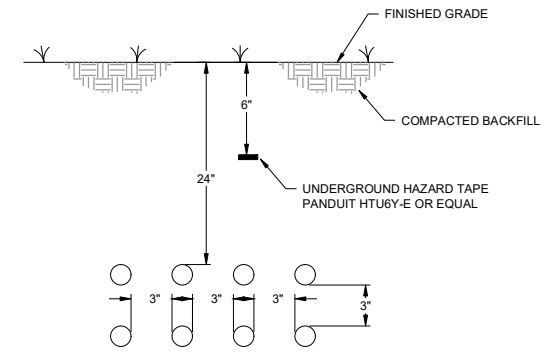 FINISHED GRADE
6"
COMPACTED BACKFILL
24"
UNDERGROUND HAZARD TAPE
PANDUIT HTU6Y-E OR EQUAL
3" 3" 3"
3"